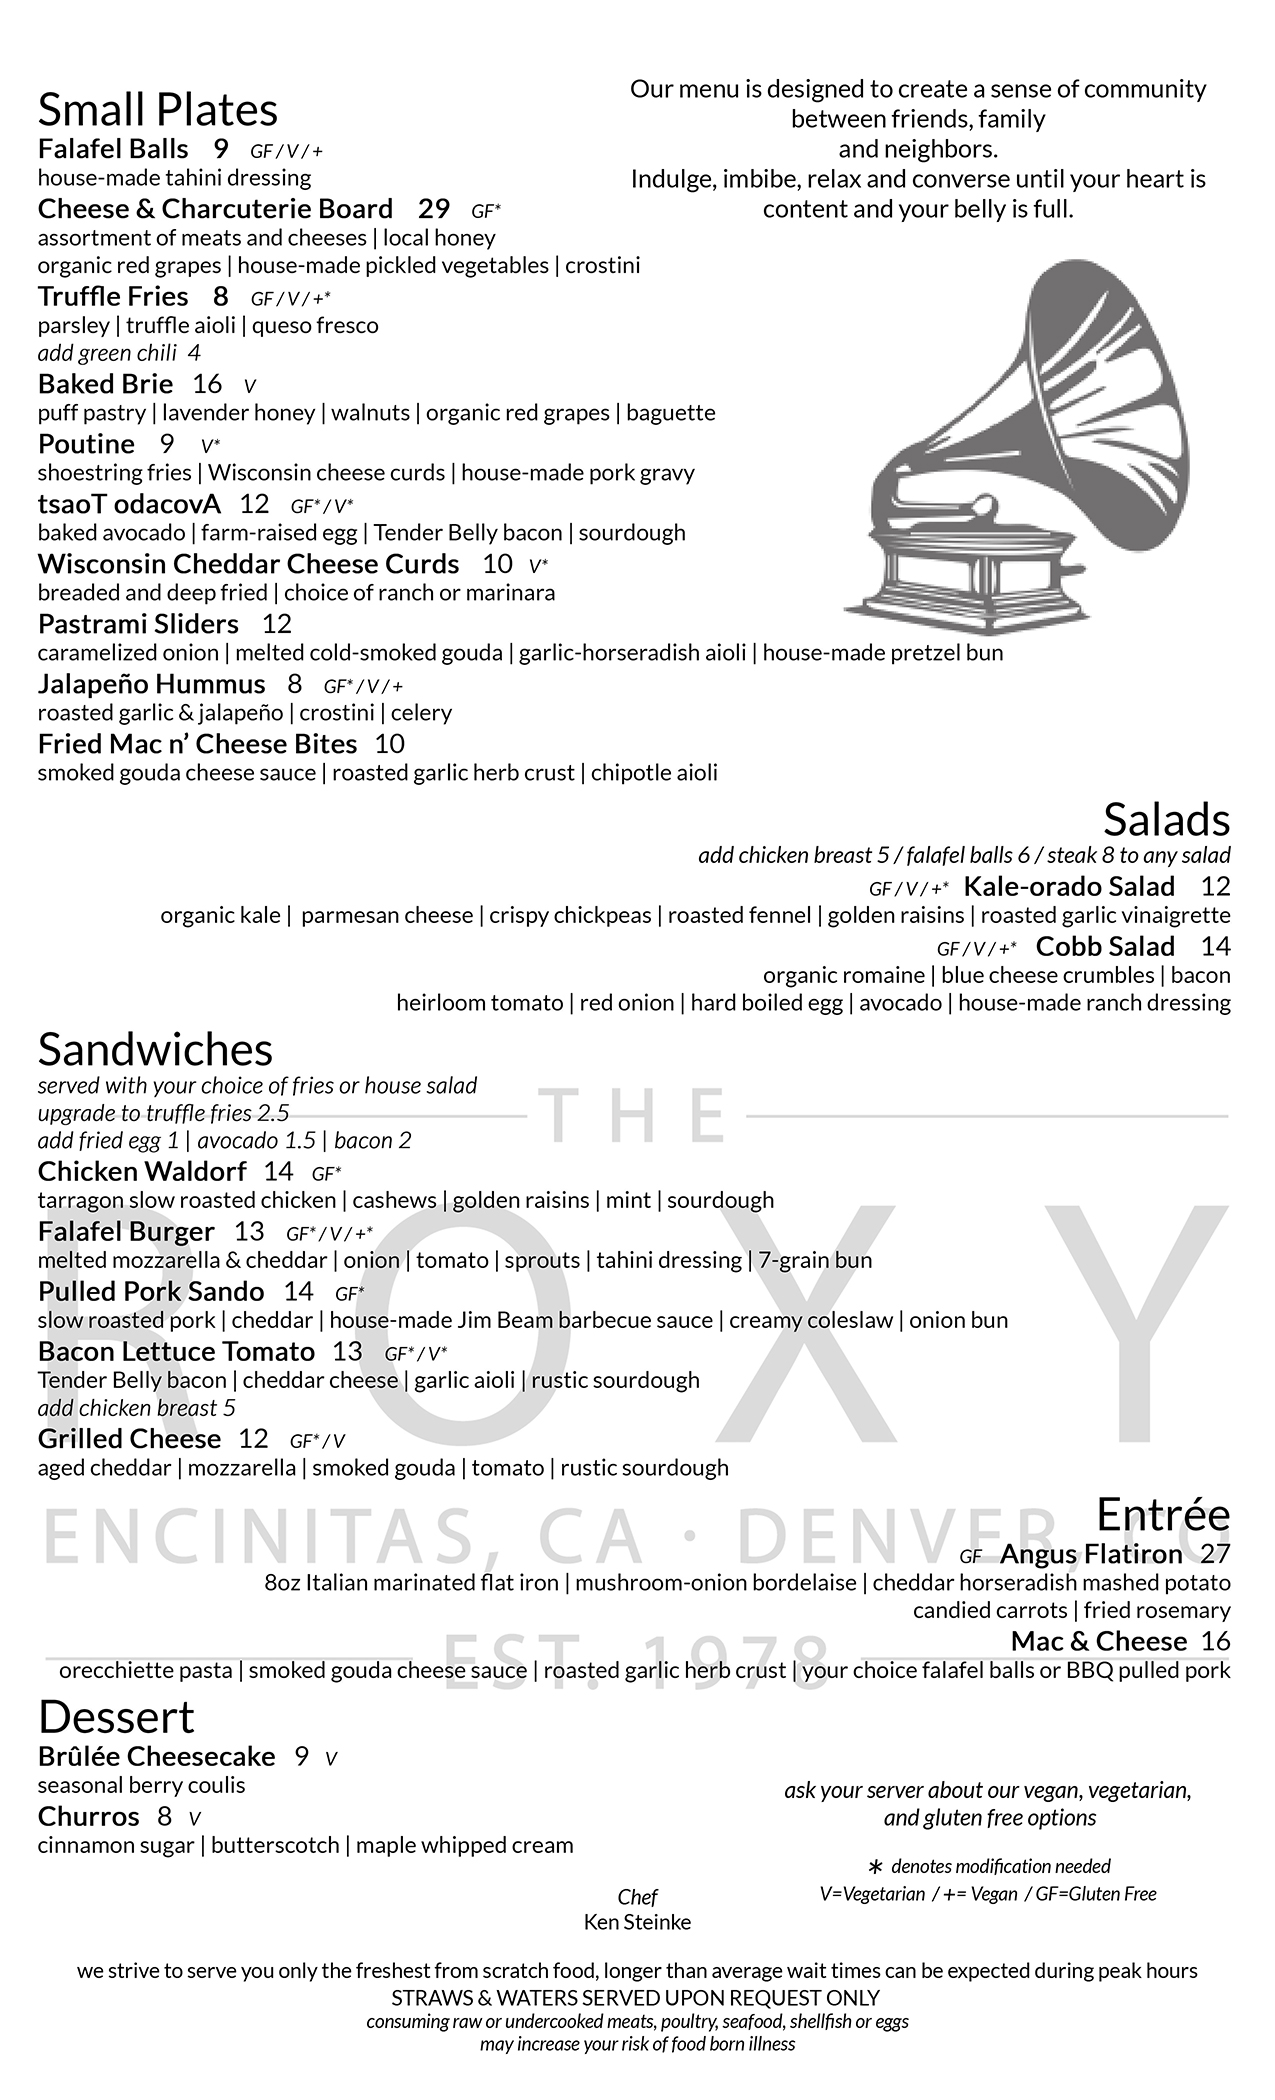 Our menu is designed to create a sense of community
between friends, family
and neighbors.
Indulge, imbibe, relax and converse until your heart is
content and your belly is full.
Small Plates
Falafel Balls 9 GF / V / +
house-made tahini dressing
Cheese & Charcuterie Board 29 GF*
assortment of meats and cheeses | local honey
organic red grapes | house-made pickled vegetables | crostini
Truffle Fries 8 GF / V / +*
parsley | truffle aioli | queso fresco
add green chili 4
Baked Brie 16 V
puff pastry | lavender honey | walnuts | organic red grapes | baguette
Poutine 9 V*
shoestring fries | Wisconsin cheese curds | house-made pork gravy
tsaoT odacovA 12 GF* / V*
baked avocado | farm-raised egg | Tender Belly bacon | sourdough
Wisconsin Cheddar Cheese Curds 10 V*
breaded and deep fried | choice of ranch or marinara
Pastrami Sliders 12
caramelized onion | melted cold-smoked gouda | garlic-horseradish aioli | house-made pretzel bun
Jalapeño Hummus 8 GF* / V / +
roasted garlic & jalapeño | crostini | celery
Fried Mac n’ Cheese Bites 10
smoked gouda cheese sauce | roasted garlic herb crust | chipotle aioli
Salads
add chicken breast 5 / falafel balls 6 / steak 8 to any salad
GF / V / +* Kale-orado Salad 12
organic kale | parmesan cheese | crispy chickpeas | roasted fennel | golden raisins | roasted garlic vinaigrette
GF / V / +* Cobb Salad 14
organic romaine | blue cheese crumbles | bacon
heirloom tomato | red onion | hard boiled egg | avocado | house-made ranch dressing
Sandwiches
served with your choice of fries or house salad
upgrade to truffle fries 2.5
add fried egg 1 | avocado 1.5 | bacon 2
Chicken Waldorf 14 GF*
tarragon slow roasted chicken | cashews | golden raisins | mint | sourdough
Falafel Burger 13 GF* / V / +*
melted mozzarella & cheddar | onion | tomato | sprouts | tahini dressing | 7-grain bun
Pulled Pork Sando 14 GF*
slow roasted pork | cheddar | house-made Jim Beam barbecue sauce | creamy coleslaw | onion bun
Bacon Lettuce Tomato 13 GF* / V*
Tender Belly bacon | cheddar cheese | garlic aioli | rustic sourdough
add chicken breast 5
Grilled Cheese 12 GF* / V
aged cheddar | mozzarella | smoked gouda | tomato | rustic sourdough
THE
ROXY
ENCINITAS, CA · DENVER, CO
EST. 1978
Entrée
GF Angus Flatiron 27
8oz Italian marinated flat iron | mushroom-onion bordelaise | cheddar horseradish mashed potato
candied carrots | fried rosemary
Mac & Cheese 16
orecchiette pasta | smoked gouda cheese sauce | roasted garlic herb crust | your choice falafel balls or BBQ pulled pork
Dessert
Brûlée Cheesecake 9 V
seasonal berry coulis
Churros 8 V
cinnamon sugar | butterscotch | maple whipped cream
ask your server about our vegan, vegetarian,
and gluten free options
* denotes modification needed
V=Vegetarian / += Vegan / GF=Gluten Free
Chef
Ken Steinke
we strive to serve you only the freshest from scratch food, longer than average wait times can be expected during peak hours
STRAWS & WATERS SERVED UPON REQUEST ONLY
consuming raw or undercooked meats, poultry, seafood, shellfish or eggs
may increase your risk of food born illness